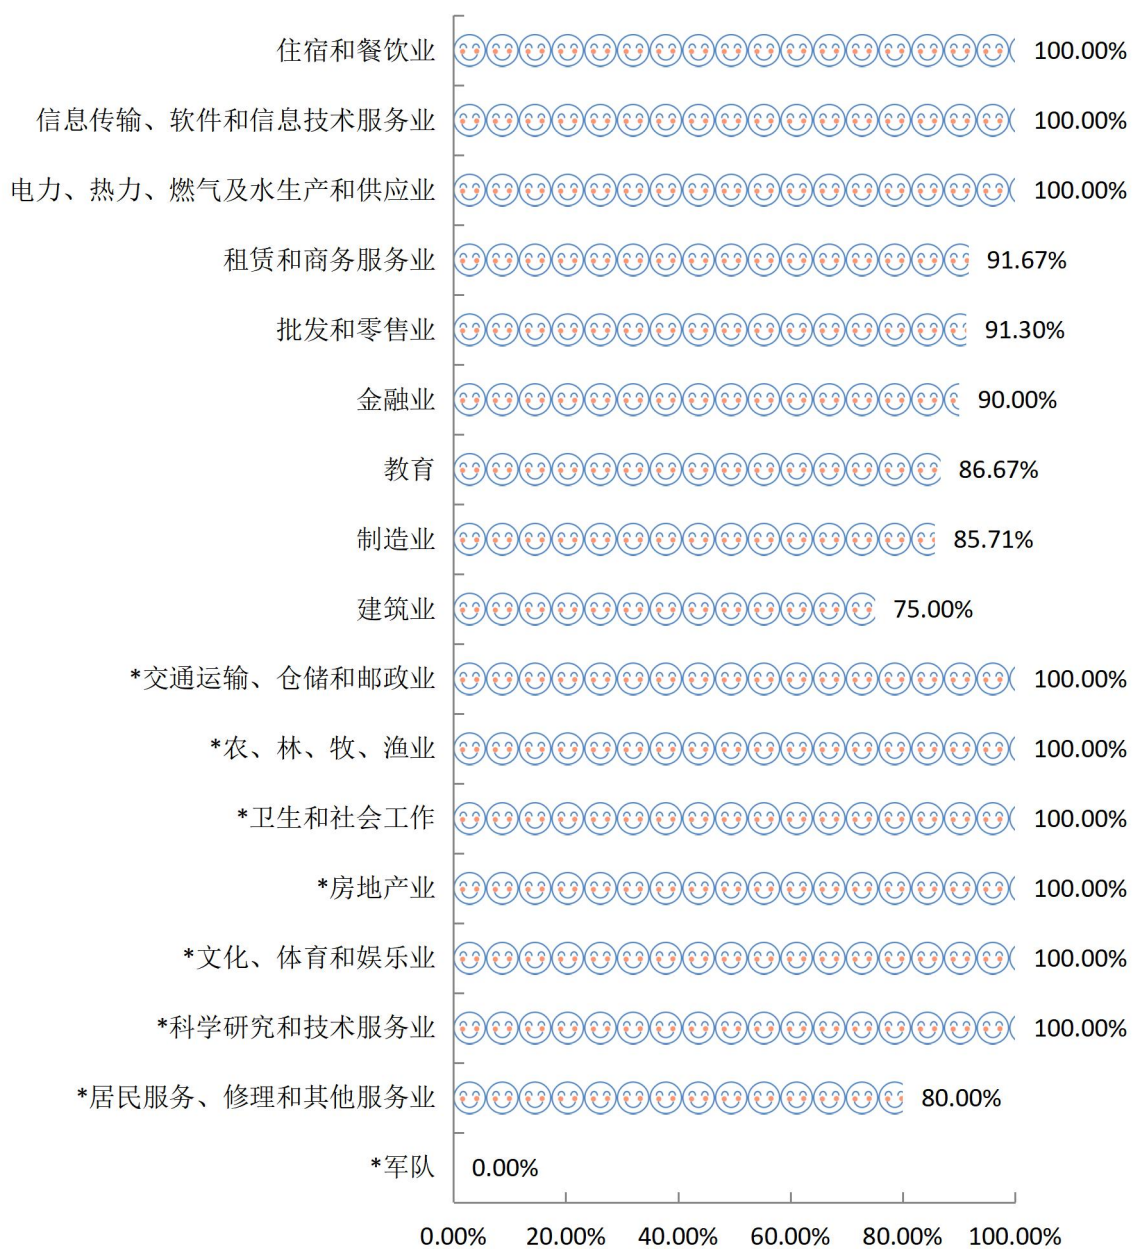 住宿和餐饮业 100.00%
信息传输、软件和信息技术服务业 100.00%
电力、热力、燃气及水生产和供应业 100.00%
租赁和商务服务业 91.67%
批发和零售业 91.30%
金融业 90.00%
教育 86.67%
制造业 85.71%
建筑业 75.00%
*交通运输、仓储和邮政业 100.00%
*农、林、牧、渔业 100.00%
*卫生和社会工作 100.00%
*房地产业 100.00%
*文化、体育和娱乐业 100.00%
*科学研究和技术服务业 100.00%
*居民服务、修理和其他服务业 80.00%
*军队 0.00%
0.00% 20.00% 40.00% 60.00% 80.00% 100.00%